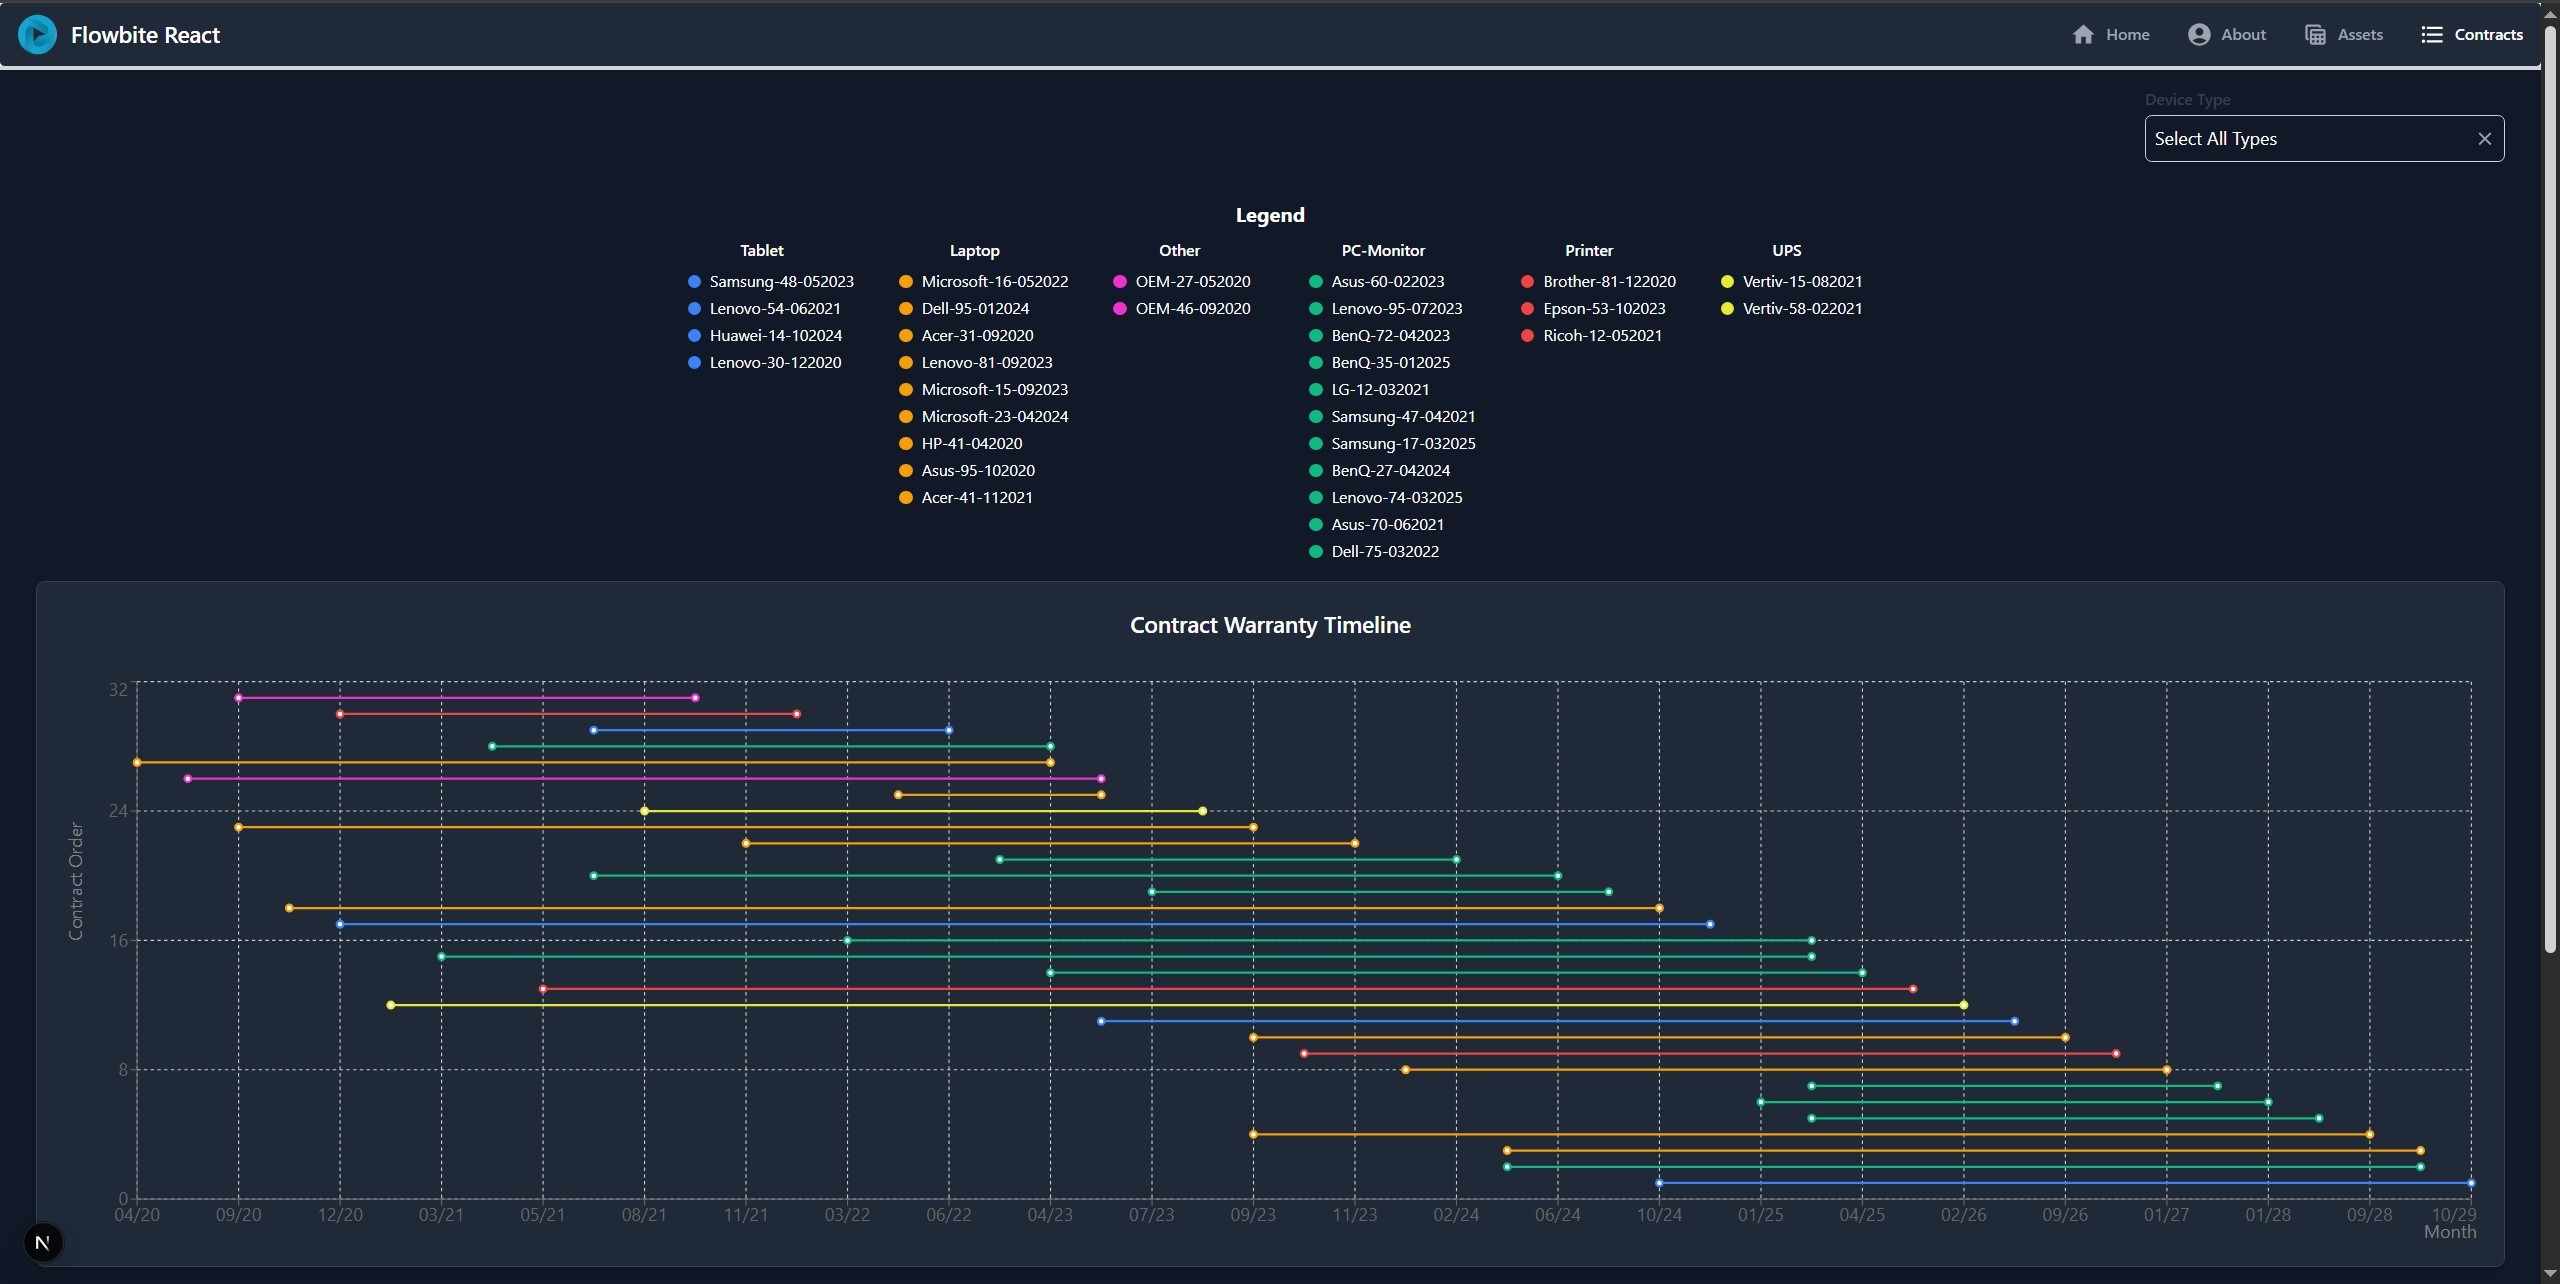 Flowbite React
Home About Assets Contracts
Device Type
Select All Types
Legend
Tablet
Samsung-48-052023
Lenovo-54-062021
Huawei-14-102024
Lenovo-30-122020
Laptop
Microsoft-16-052022
Dell-95-012024
Acer-31-092020
Lenovo-81-092023
Microsoft-15-092023
Microsoft-23-042024
HP-41-042020
Asus-95-102020
Acer-41-112021
Other
OEM-27-052020
OEM-46-092020
PC-Monitor
Asus-60-022023
Lenovo-95-072023
BenQ-72-042023
BenQ-35-012025
LG-12-032021
Samsung-47-042021
Samsung-17-032025
BenQ-27-042024
Lenovo-74-032025
Asus-70-062021
Dell-75-032022
Printer
Brother-81-122020
Epson-53-102023
Ricoh-12-052021
UPS
Vertiv-15-082021
Vertiv-58-022021
Contract Warranty Timeline
Contract Order
32
24
16
8
0
04/20 09/20 12/20 03/21 05/21 08/21 11/21 03/22 06/22 04/23 07/23 09/23 11/23 02/24 06/24 10/24 01/25 04/25 02/26 09/26 01/27 01/28 09/28 10/29
Month
N